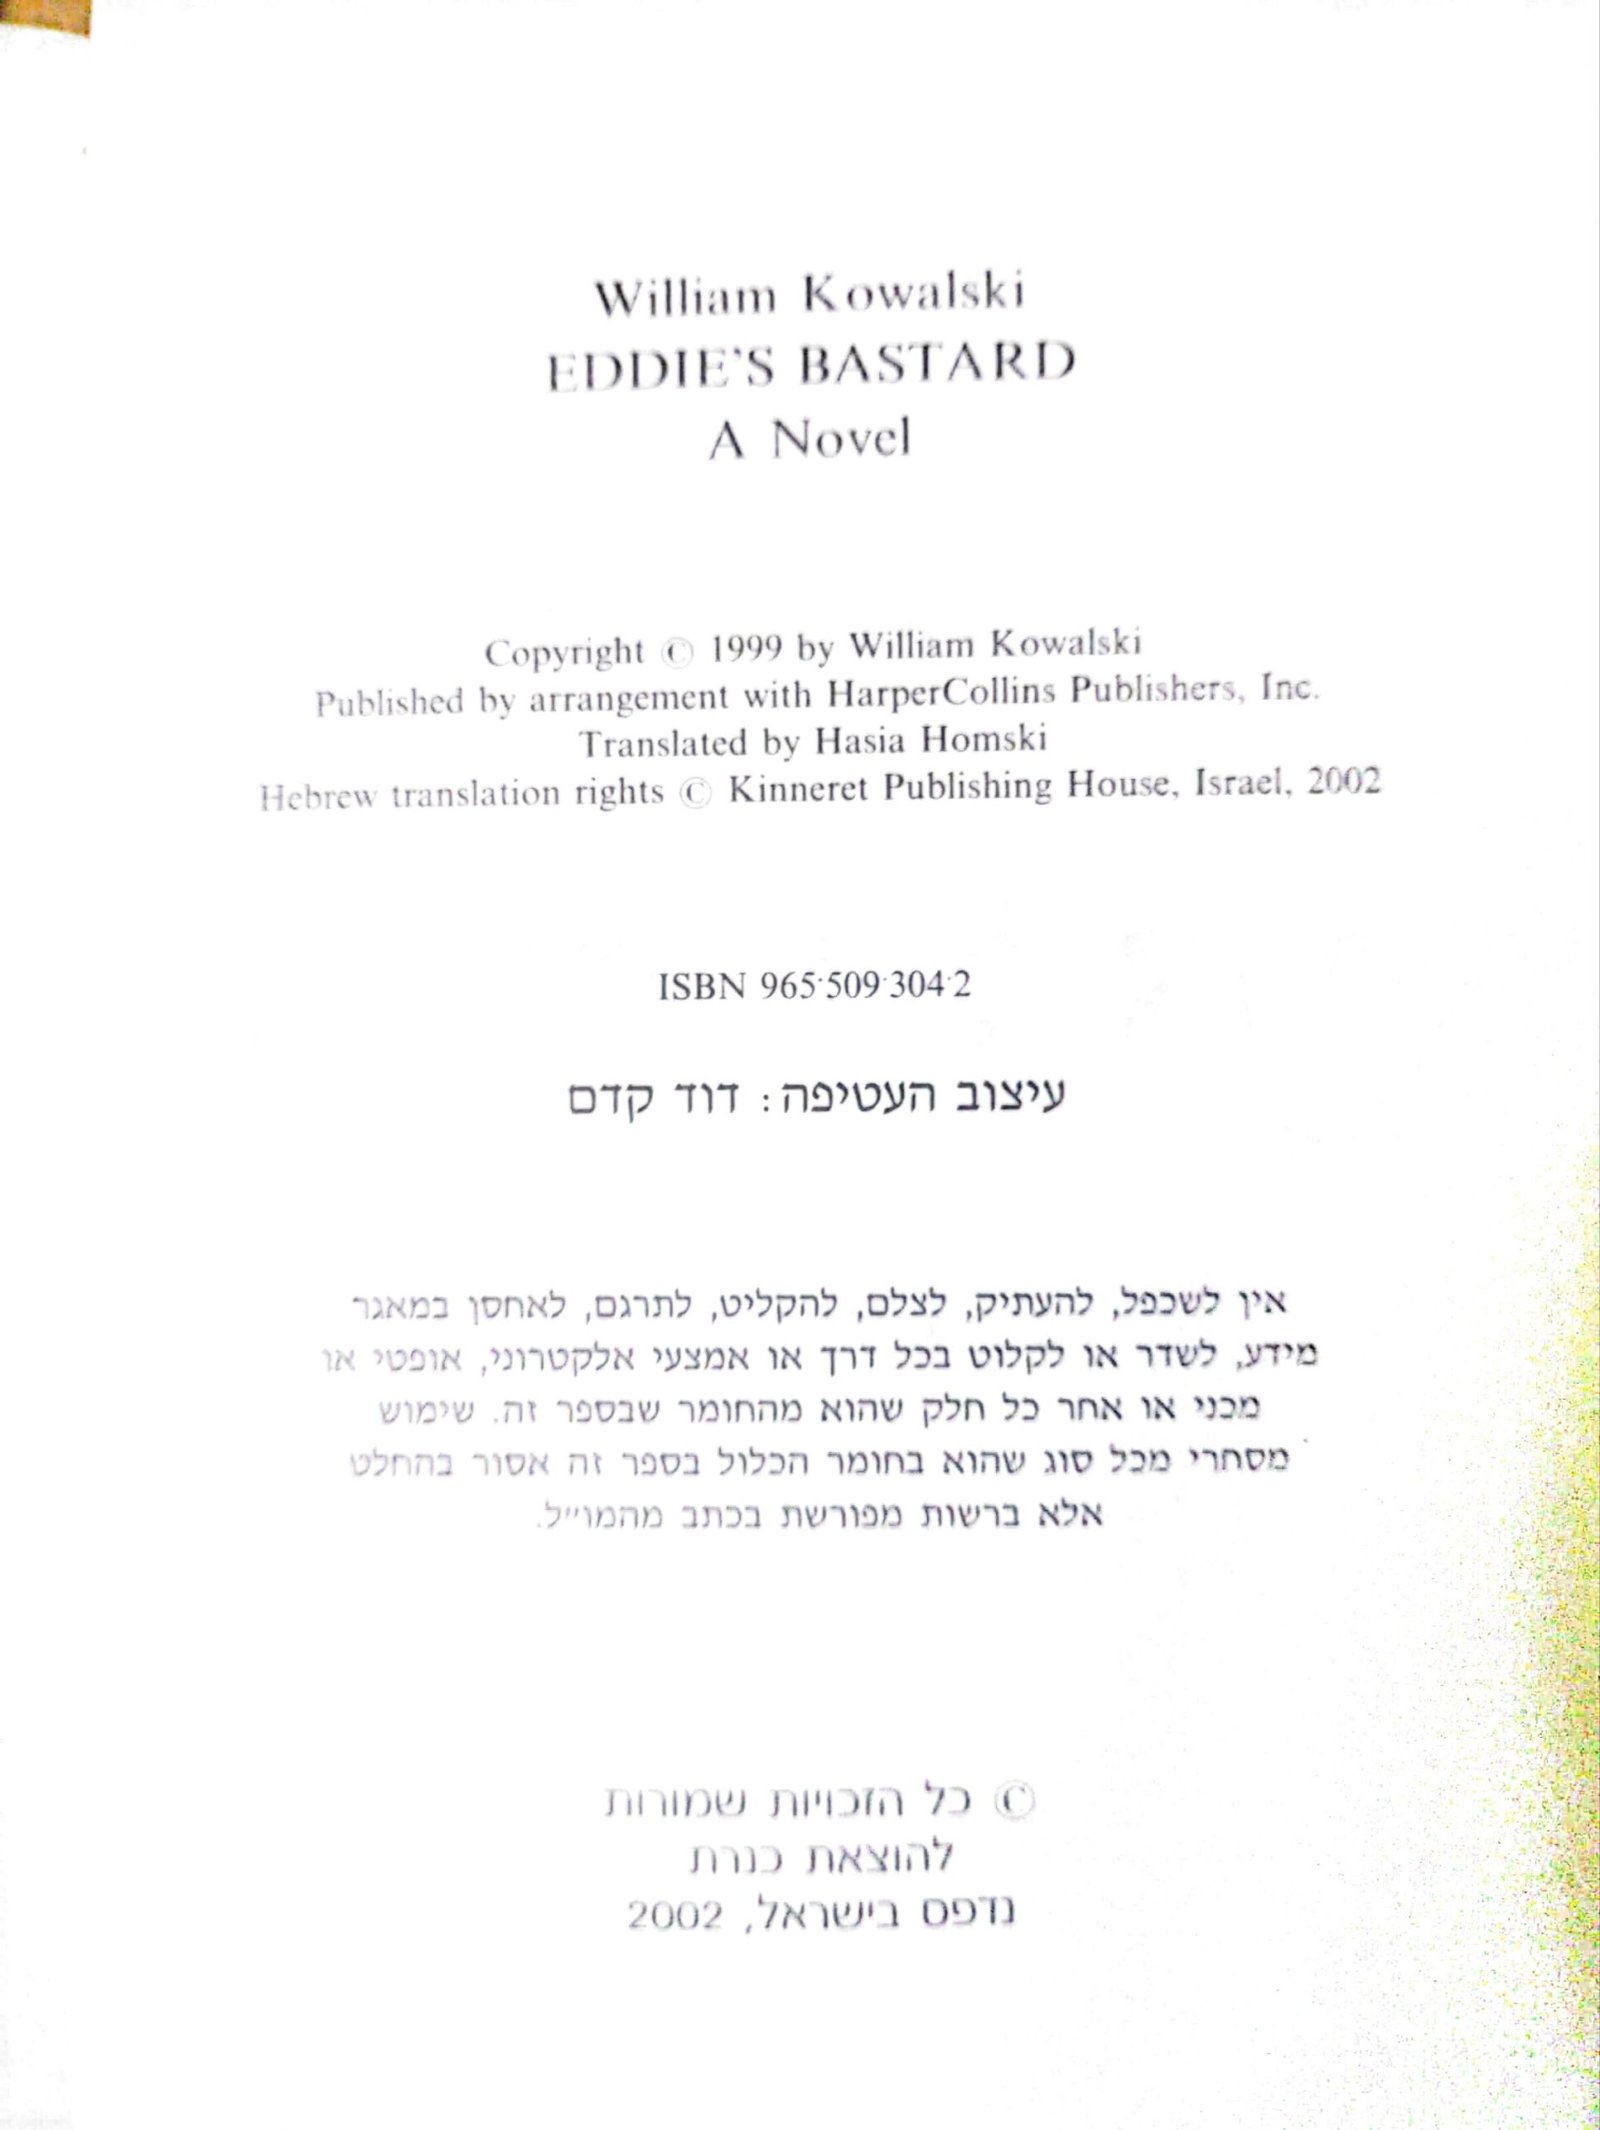 William Kowalski
EDDIE'S BASTARD
A Novel
Copyright © 1999 by William Kowalski
Published by arrangement with HarperCollins Publishers, Inc.
Translated by Hasia Homski
Hebrew translation rights © Kinneret Publishing House, Israel, 2002
ISBN 965-509-304-2
עיצוב העטיפה: דוד קדם
אין לשכפל, להעתיק, לצלם, להקליט, לתרגם, לאחסן במאגר
מידע, לשדר או לקלוט בכל דרך או אמצעי אלקטרוני, אופטי או
מכני או אחר כל חלק שהוא מהחומר שבספר זה. שימוש
מסחרי מכל סוג שהוא בחומר הכלול בספר זה אסור בהחלט
אלא ברשות מפורשת בכתב מהמו״ל.
© כל הזכויות שמורות
להוצאת כנרת
נדפס בישראל, 2002